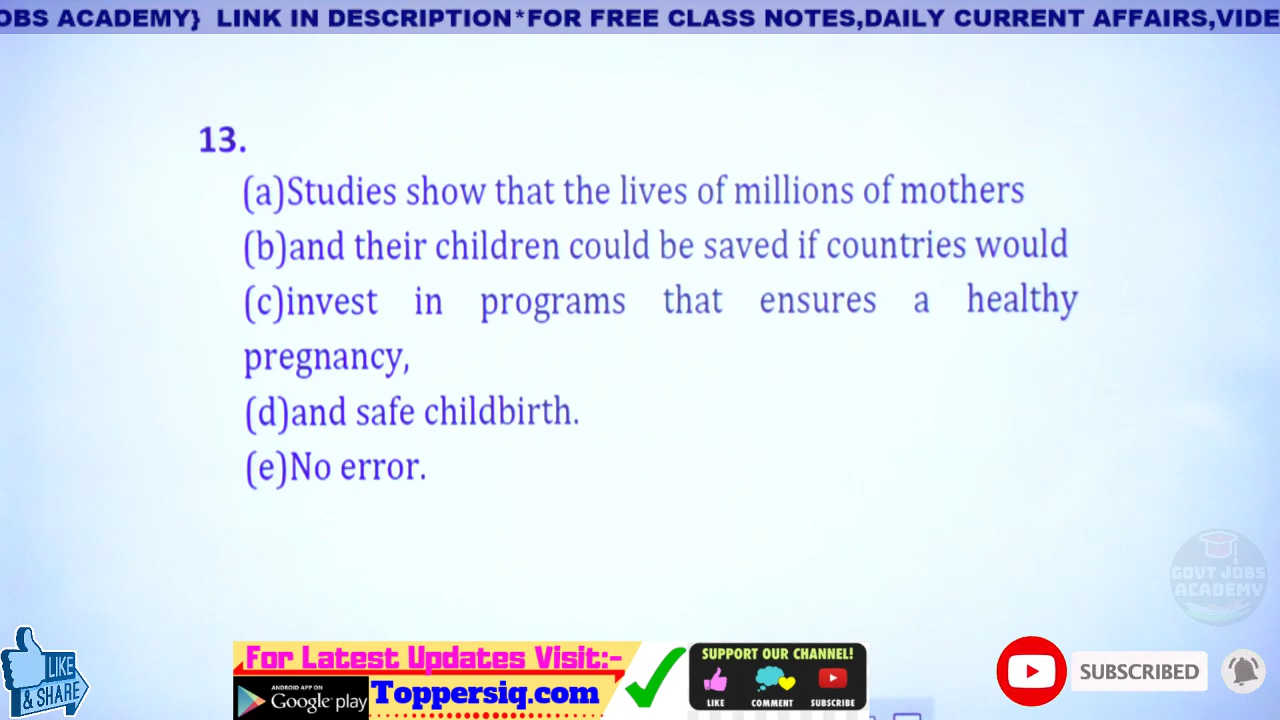 OBS ACADEMY} LINK IN DESCRIPTION*FOR FREE CLASS NOTES,DAILY CURRENT AFFAIRS,VIDE
13.
(a)Studies show that the lives of millions of mothers
(b)and their children could be saved if countries would
(c)invest in programs that ensures a healthy
pregnancy,
(d)and safe childbirth.
(e)No error.
GOVT JOBS
ACADEMY
LIKE
& SHARE
For Latest Updates Visit:-
ANDROID APP ON
Google play
Toppersiq.com
SUPPORT OUR CHANNEL!
LIKE COMMENT SUBSCRIBE
SUBSCRIBED